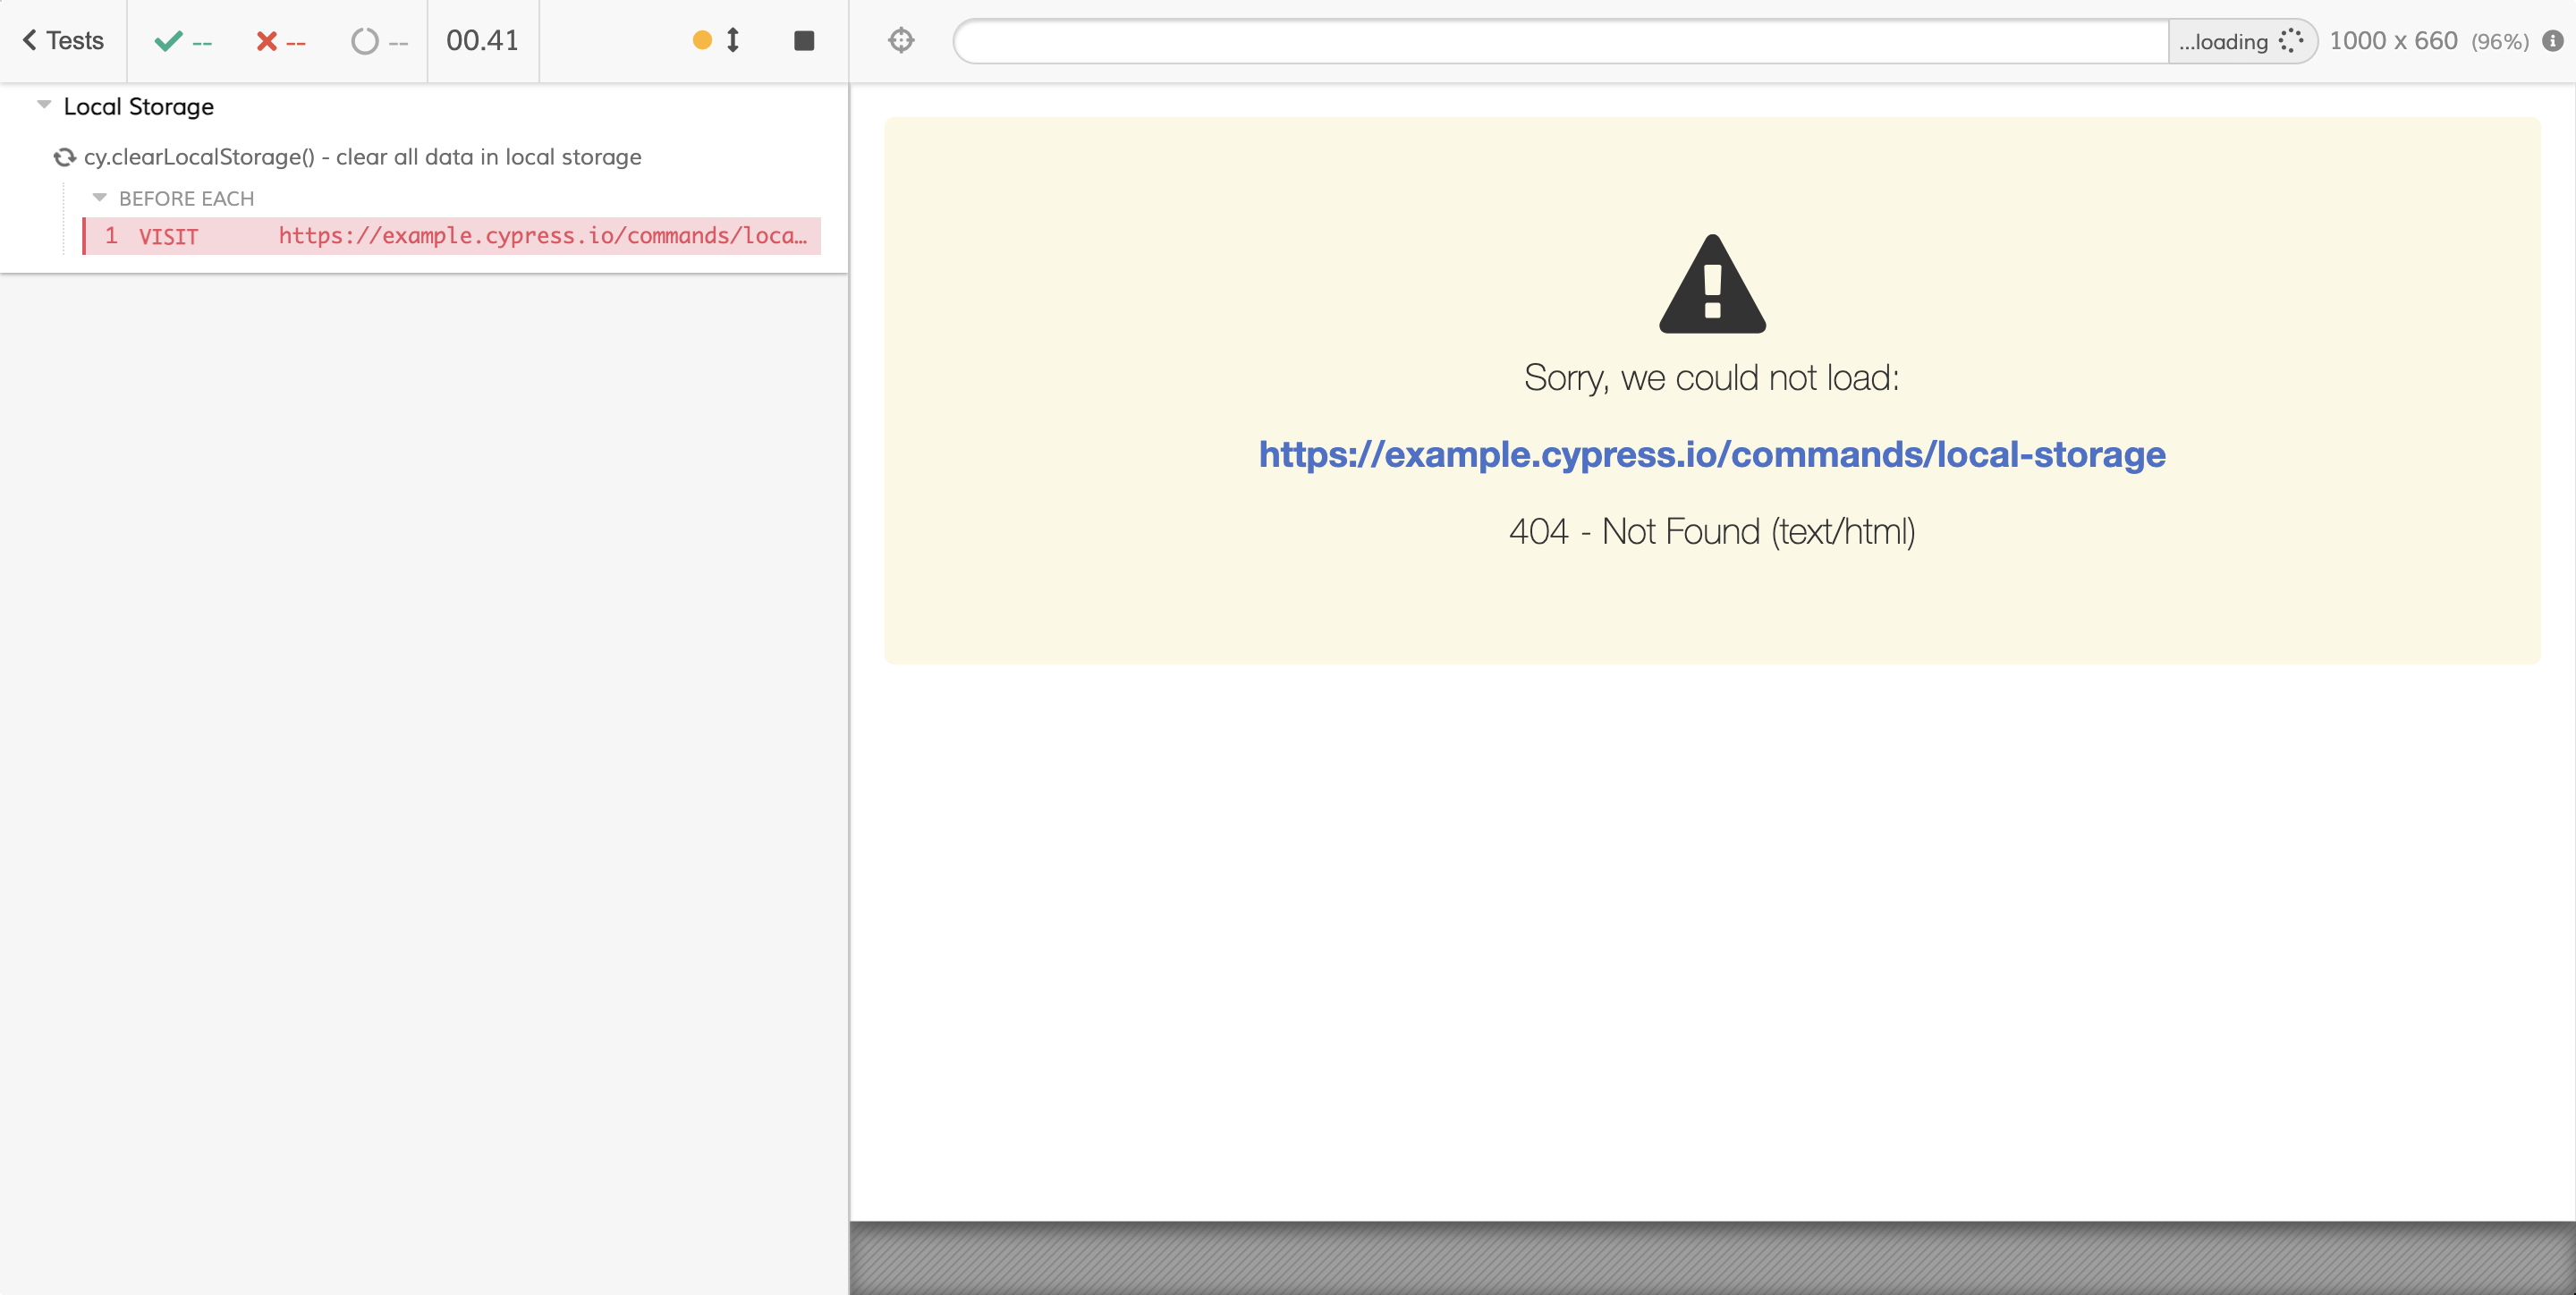 Tests -- -- -- 00.41
...loading 1000 x 660 (96%)
Local Storage
cy.clearLocalStorage() - clear all data in local storage
BEFORE EACH
1 VISIT https://example.cypress.io/commands/loca…
Sorry, we could not load:
https://example.cypress.io/commands/local-storage
404 - Not Found (text/html)